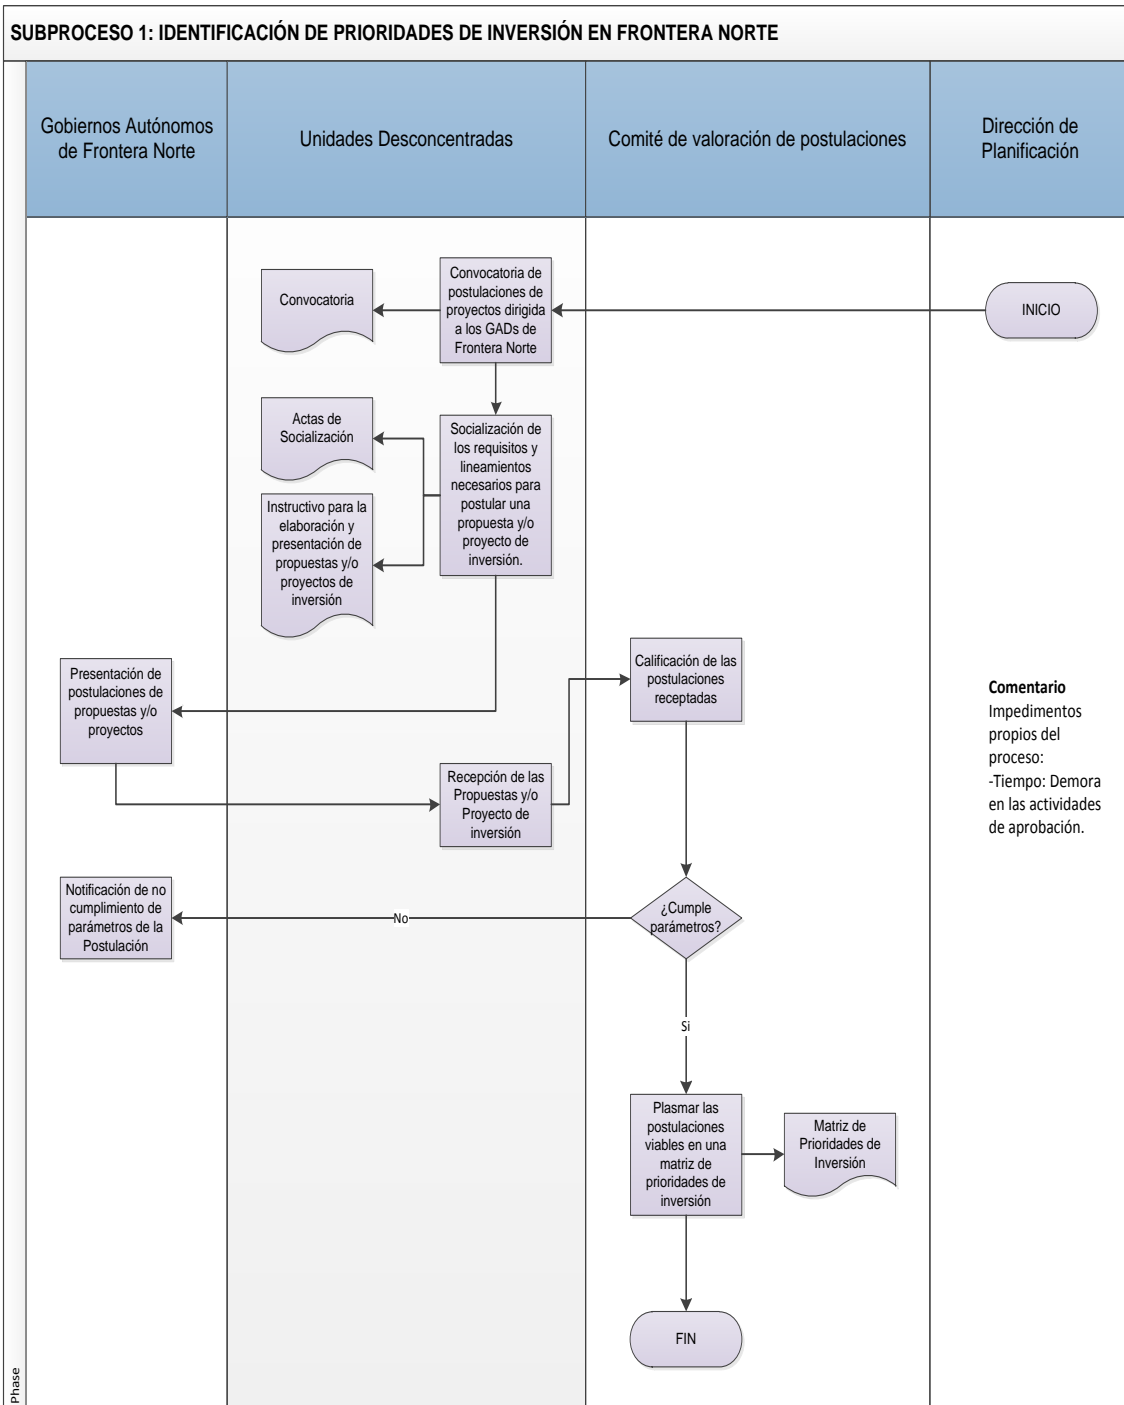 SUBPROCESO 1: IDENTIFICACIÓN DE PRIORIDADES DE INVERSIÓN EN FRONTERA NORTE
Gobiernos Autónomos
de Frontera Norte
Unidades Desconcentradas
Comité de valoración de postulaciones
Dirección de
Planificación
Convocatoria
Convocatoria de
postulaciones de
proyectos dirigida
a los GADs de
Frontera Norte
INICIO
Actas de
Socialización
Socialización de
los requisitos y
lineamientos
necesarios para
postular una
propuesta y/o
proyecto de
inversión.
Instructivo para la
elaboración y
presentación de
propuestas y/o
proyectos de
inversión
Presentación de
postulaciones de
propuestas y/o
proyectos
Calificación de las
postulaciones
receptadas
Comentario
Impedimentos
propios del
proceso:
-Tiempo: Demora
en las actividades
de aprobación.
Recepción de las
Propuestas y/o
Proyecto de
inversión
Notificación de no
cumplimiento de
parámetros de la
Postulación
No
¿Cumple
parámetros?
Si
Plasmar las
postulaciones
viables en una
matriz de
prioridades de
inversión
Matriz de
Prioridades de
Inversión
FIN
Phase